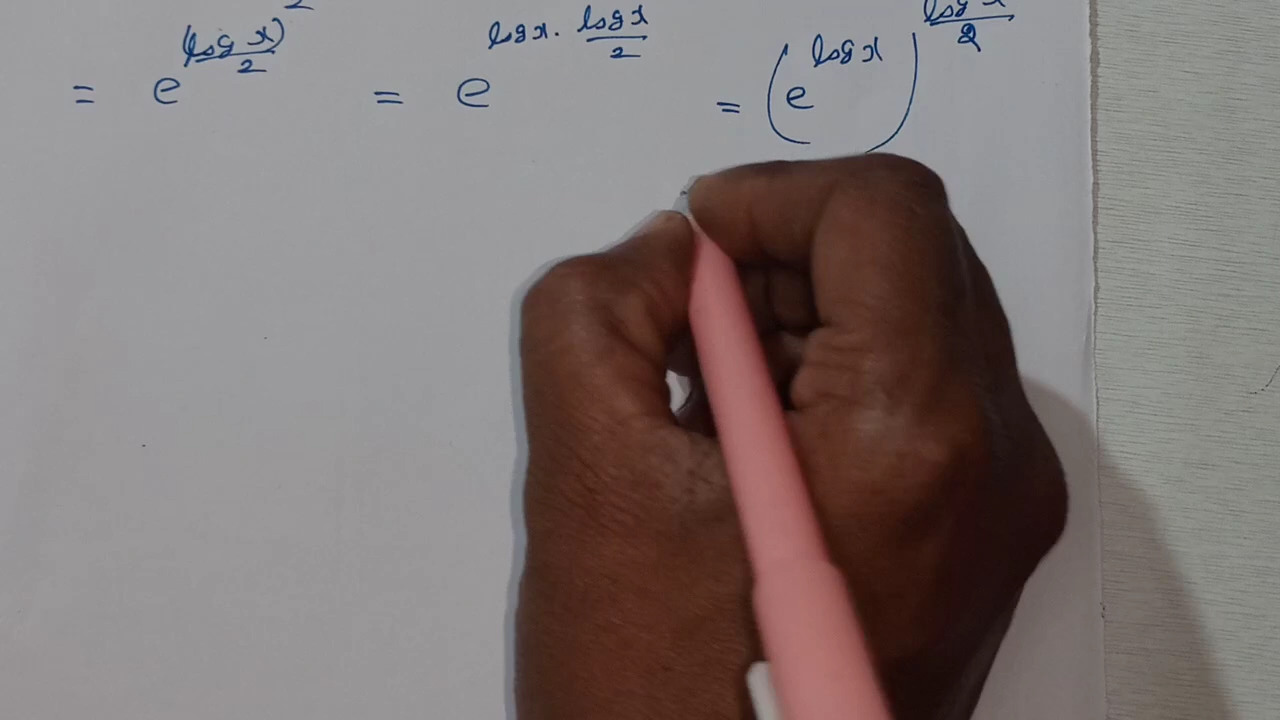 = e^{(log x)^2/2} = e^{log x · log x/2} = (e^{log x})^{log x/2}